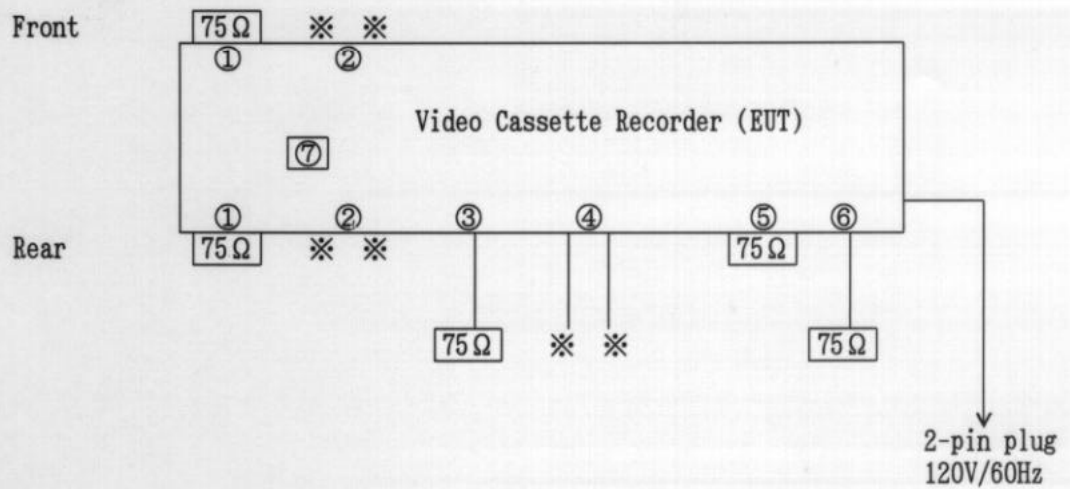 Front 75Ω ※ ※
① ②
Video Cassette Recorder (EUT)
⑦
① ② ③ ④ ⑤ ⑥
Rear 75Ω ※ ※ 75Ω
75Ω ※ ※ 75Ω
2-pin plug
120V/60Hz